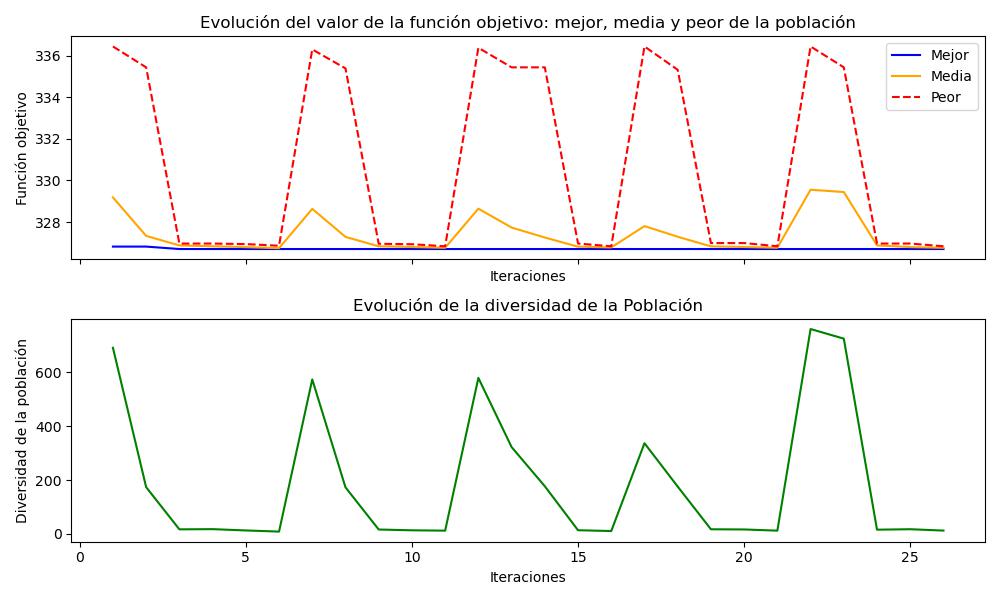 Evolución del valor de la función objetivo: mejor, media y peor de la población
336
334
332
330
328
Función objetivo
Mejor
Media
Peor
Iteraciones
Evolución de la diversidad de la Población
600
400
200
0
Diversidad de la población
0 5 10 15 20 25
Iteraciones